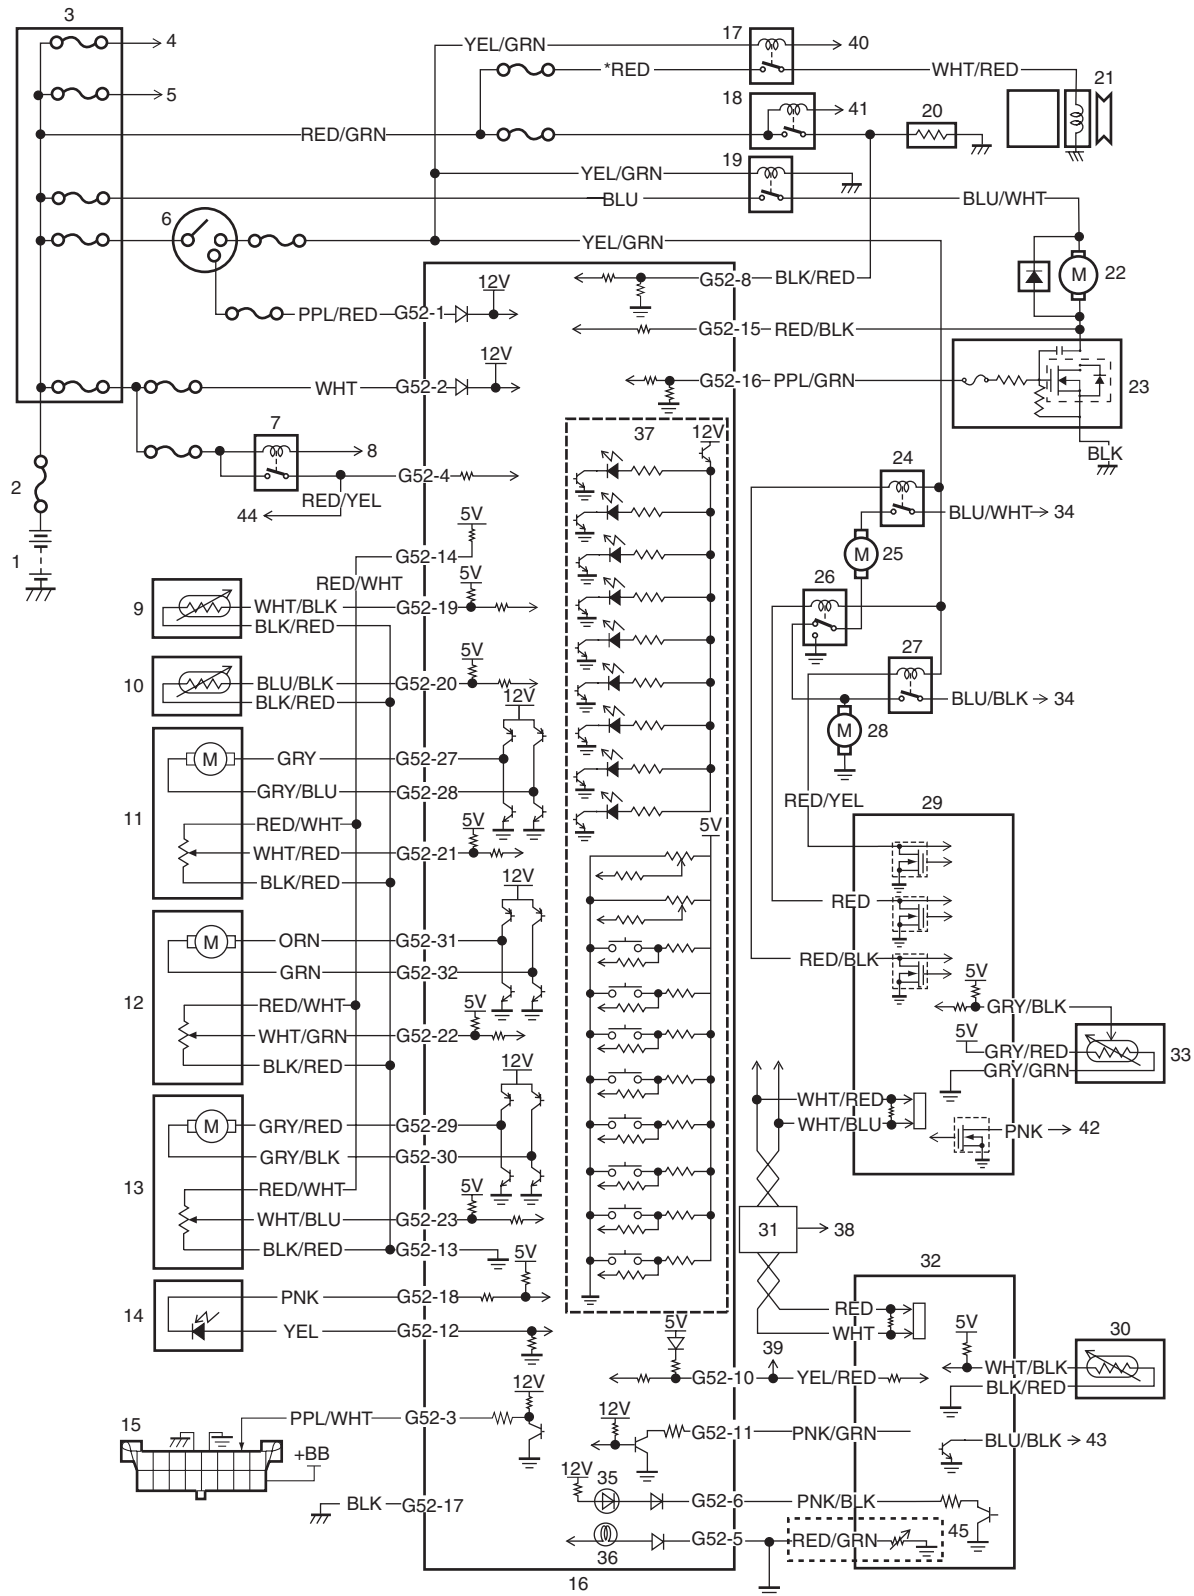 3
4
YEL/GRN
17
40
*RED
WHT/RED
21
5
18
41
20
RED/GRN
19
YEL/GRN
BLU
BLU/WHT
6
YEL/GRN
12V
G52-8
BLK/RED
M
22
PPL/RED
G52-1
G52-15
RED/BLK
12V
WHT
G52-2
G52-16
PPL/GRN
23
7
8
37
12V
BLK
24
2
G52-4
RED/YEL
44
5V
BLU/WHT
34
1
G52-14
M
25
RED/WHT
5V
26
9
WHT/BLK
G52-19
BLK/RED
5V
27
10
BLU/BLK
G52-20
BLK/RED
12V
BLU/BLK
34
M
28
M
GRY
G52-27
GRY/BLU
G52-28
RED/YEL
29
11
RED/WHT
5V
5V
WHT/RED
G52-21
BLK/RED
12V
RED
M
ORN
G52-31
GRN
G52-32
RED/BLK
5V
12
RED/WHT
5V
GRY/BLK
WHT/GRN
G52-22
5V
GRY/RED
33
BLK/RED
12V
GRY/GRN
WHT/RED
M
GRY/RED
G52-29
WHT/BLU
PNK
42
GRY/BLK
G52-30
13
RED/WHT
5V
WHT/BLU
G52-23
31
38
BLK/RED
G52-13
5V
32
14
PNK
G52-18
RED
5V
YEL
G52-12
5V
WHT
30
39
WHT/BLK
12V
G52-10
YEL/RED
BLK/RED
15
PPL/WHT
G52-3
12V
G52-11
PNK/GRN
BLU/BLK
43
+BB
12V
35
BLK
G52-17
G52-6
PNK/BLK
G52-5
RED/GRN
45
36
16